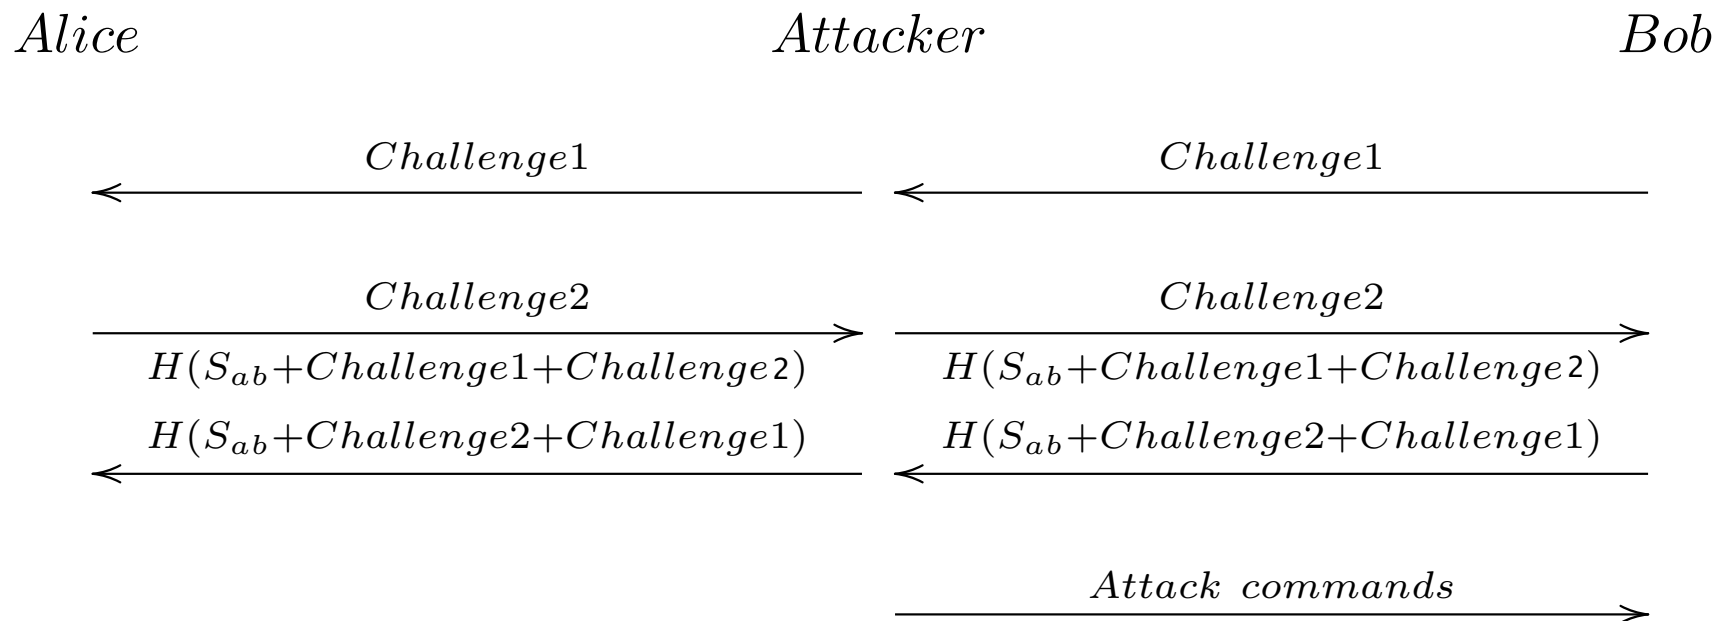 Alice Attacker Bob
Challenge1 Challenge1
Challenge2 Challenge2
H(S_ab+Challenge1+Challenge2) H(S_ab+Challenge1+Challenge2)
H(S_ab+Challenge2+Challenge1) H(S_ab+Challenge2+Challenge1)
Attack commands